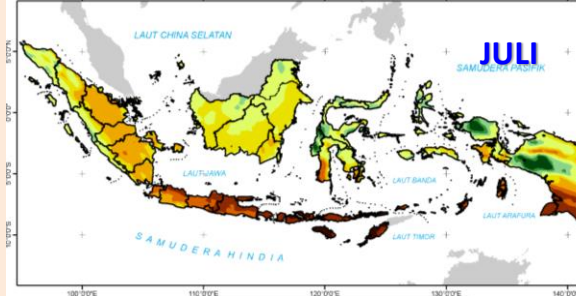 JULI
LAUT CHINA SELATAN
SAMUDERA PASIFIK
LAUT JAWA
LAUT BANDA
LAUT ARAFURA
LAUT TIMOR
SAMUDERA HINDIA
100°0'0"E
110°0'0"E
120°0'0"E
130°0'0"E
140°0'0"